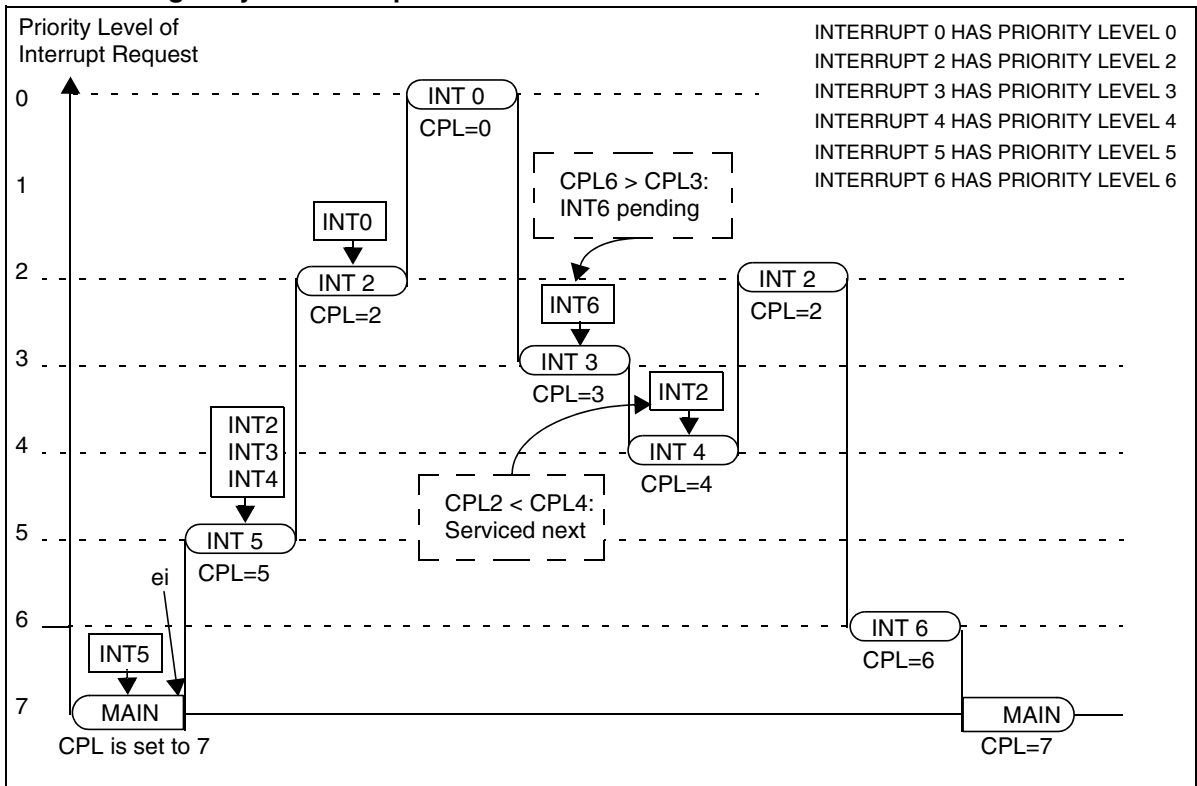 Priority Level of
Interrupt Request
INTERRUPT 0 HAS PRIORITY LEVEL 0
INTERRUPT 2 HAS PRIORITY LEVEL 2
INTERRUPT 3 HAS PRIORITY LEVEL 3
INTERRUPT 4 HAS PRIORITY LEVEL 4
INTERRUPT 5 HAS PRIORITY LEVEL 5
INTERRUPT 6 HAS PRIORITY LEVEL 6
0
INT 0
CPL=0
1
CPL6 > CPL3:
INT6 pending
INT0
2
INT 2
CPL=2
INT 2
CPL=2
INT6
3
INT 3
CPL=3
INT2
INT2
INT3
INT4
4
INT 4
CPL=4
CPL2 < CPL4:
Serviced next
5
INT 5
CPL=5
ei
6
INT 6
CPL=6
INT5
7
MAIN
CPL is set to 7
MAIN
CPL=7